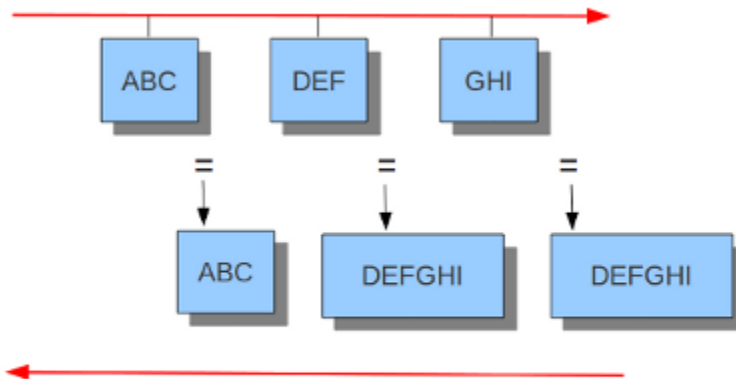 ABC DEF GHI
= = =
ABC DEFGHI DEFGHI